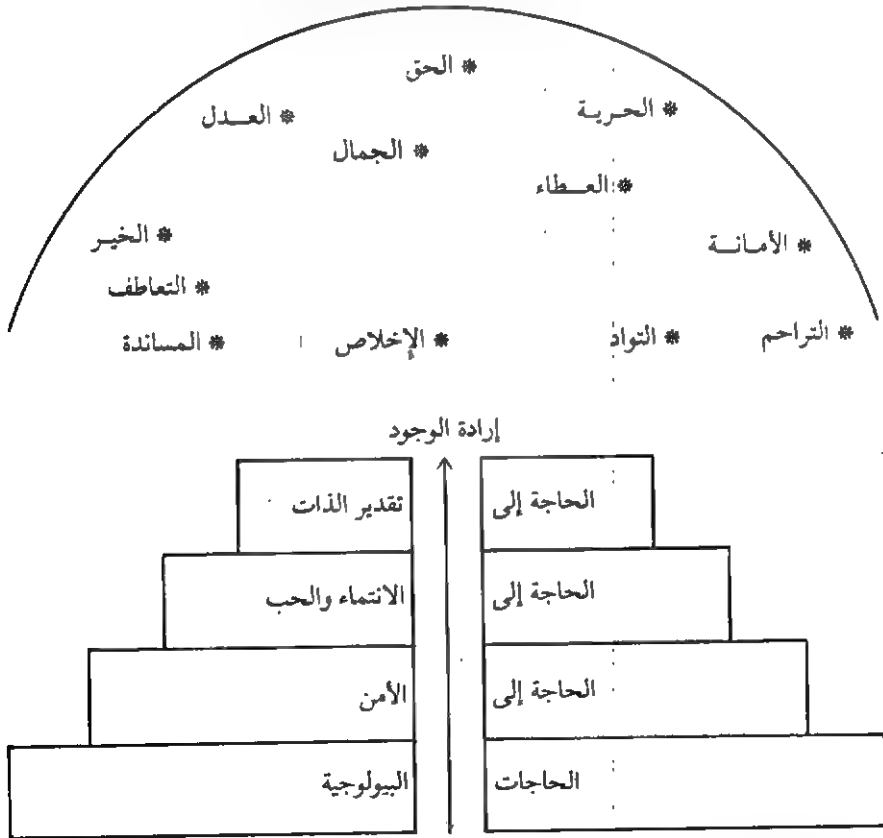 * الحق
* الحرية
* العدل
* الجمال
* العطاء
* الخير
* الأمانة
* التعاطف
* التراحم
* التواد
* الإخلاص
* المساندة
إرادة الوجود
الحاجة إلى تقدير الذات
الحاجة إلى الانتماء والحب
الحاجة إلى الأمن
الحاجات البيولوجية